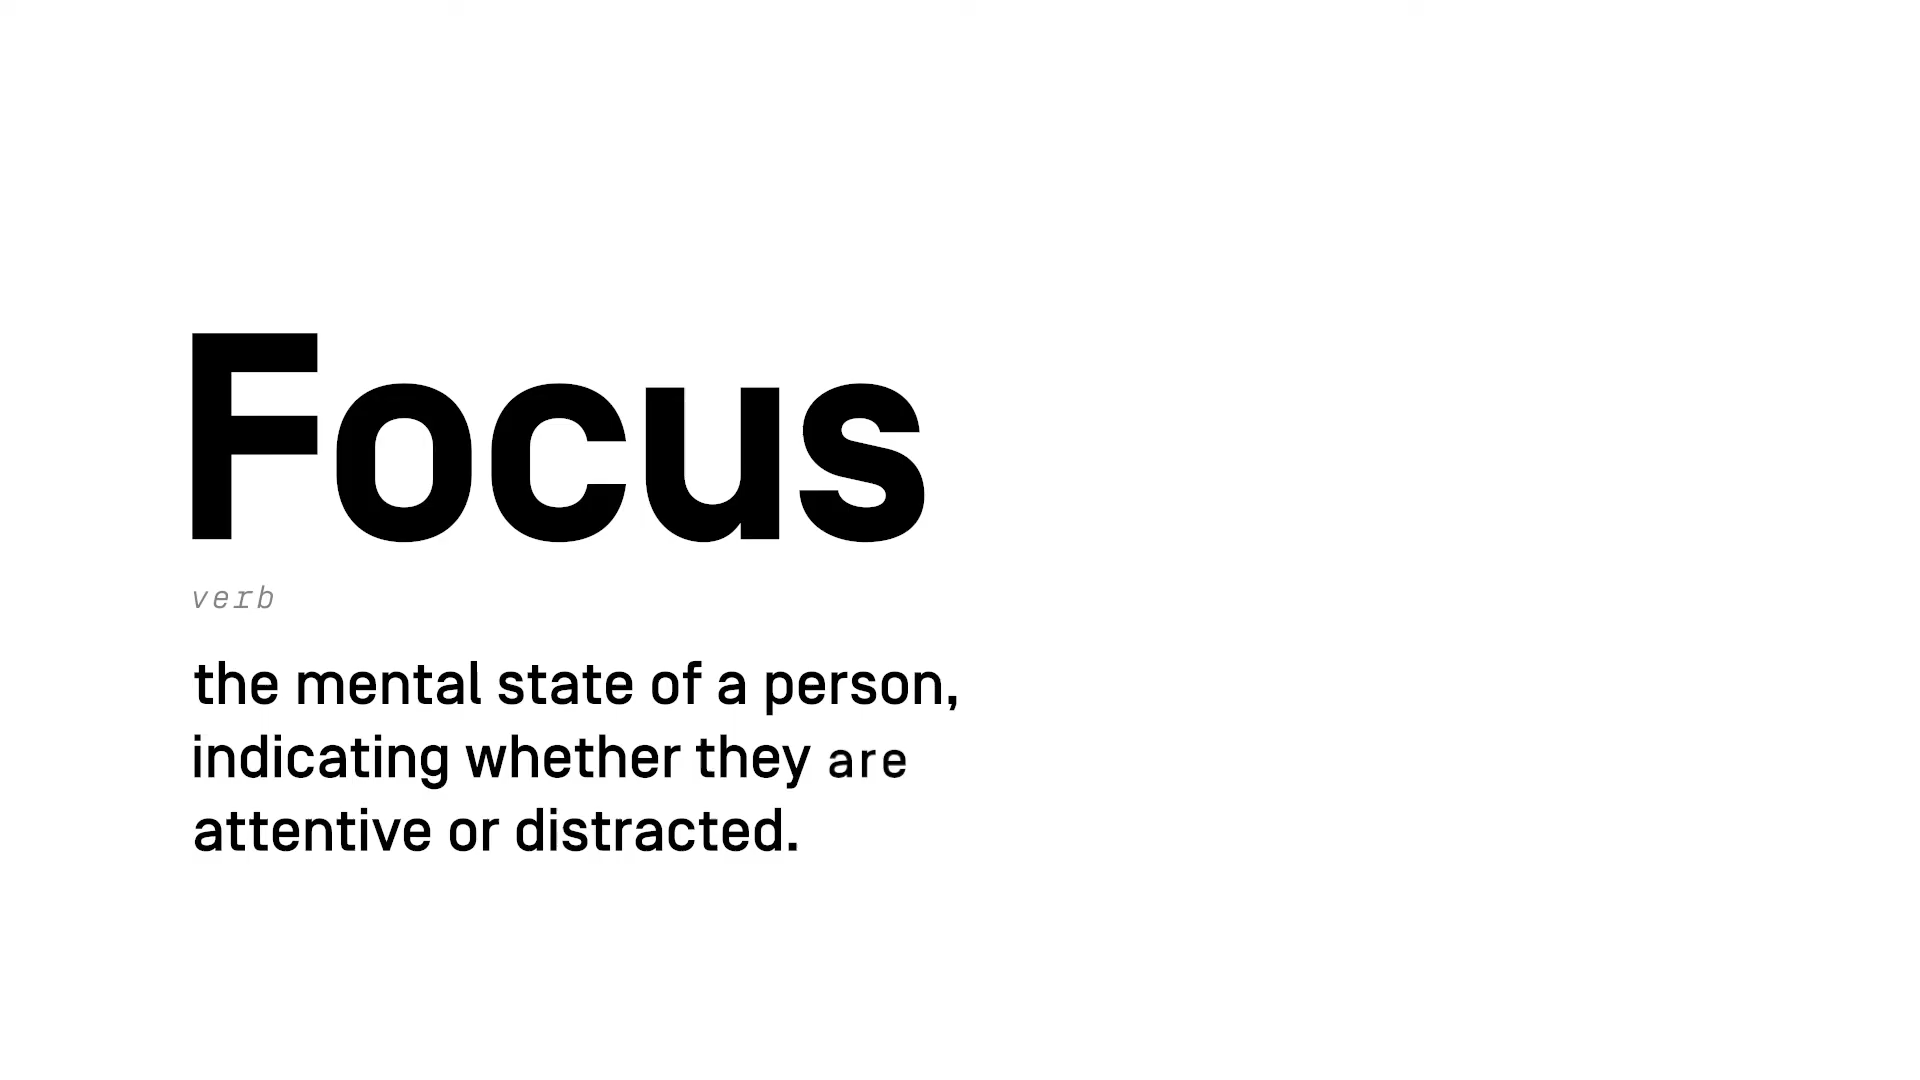 Focus
verb
the mental state of a person,
indicating whether they are
attentive or distracted.